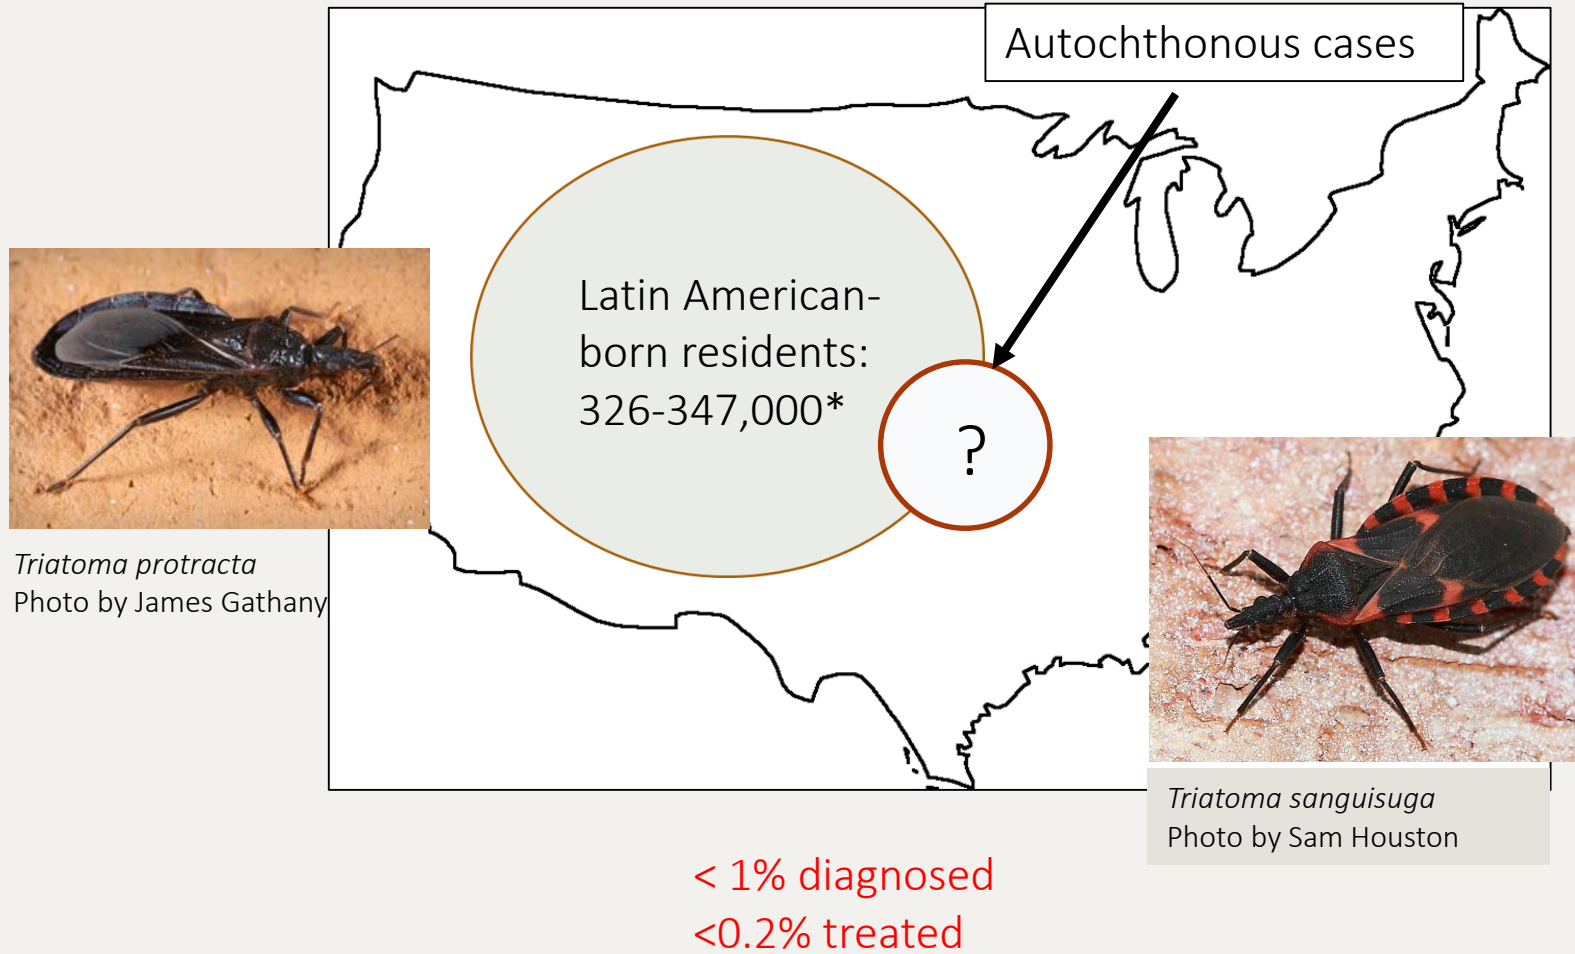 Autochthonous cases
Latin American-
born residents:
326-347,000*
?
Triatoma protracta
Photo by James Gathany
Triatoma sanguisuga
Photo by Sam Houston
< 1% diagnosed
<0.2% treated